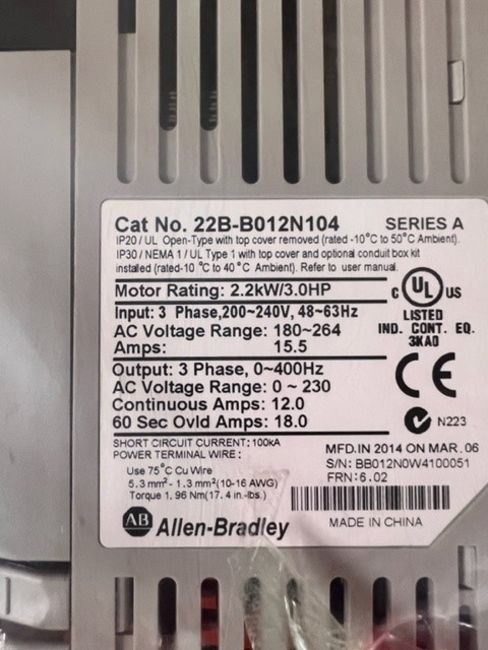 Cat No. 22B-B012N104 SERIES A
IP20 / UL Open-Type with top cover removed (rated -10°C to 50°C Ambient).
IP30 / NEMA 1 / UL Type 1 with top cover and optional conduit box kit
installed (rated-10 °C to 40 °C Ambient). Refer to user manual.
Motor Rating: 2.2kW/3.0HP
Input: 3 Phase,200~240V, 48~63Hz
AC Voltage Range: 180~264
Amps: 15.5
C UL US
LISTED
IND. CONT. EQ.
3KA0
CE
Output: 3 Phase, 0~400Hz
AC Voltage Range: 0 ~ 230
Continuous Amps: 12.0
60 Sec Ovld Amps: 18.0
N223
SHORT CIRCUIT CURRENT: 100kA
POWER TERMINAL WIRE :
Use 75°C Cu Wire
5.3 mm² - 1.3 mm² (10-16 AWG)
Torque 1. 96 Nm (17. 4 in.-lbs.)
MFD.IN 2014 ON MAR. 06
S/N: BB012N0W4100051
FRN: 6.02
AB Allen-Bradley
MADE IN CHINA